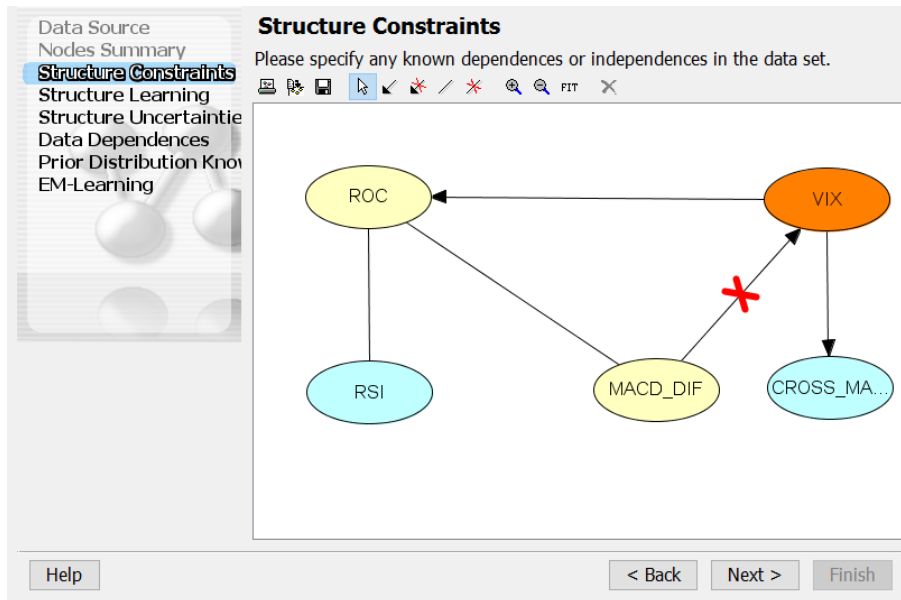 Data Source
Nodes Summary
Structure Constraints
Structure Learning
Structure Uncertaintie
Data Dependences
Prior Distribution Know
EM-Learning
Structure Constraints
Please specify any known dependences or independences in the data set.
FIT
ROC
VIX
RSI
MACD_DIF
CROSS_MA...
Help
< Back
Next >
Finish